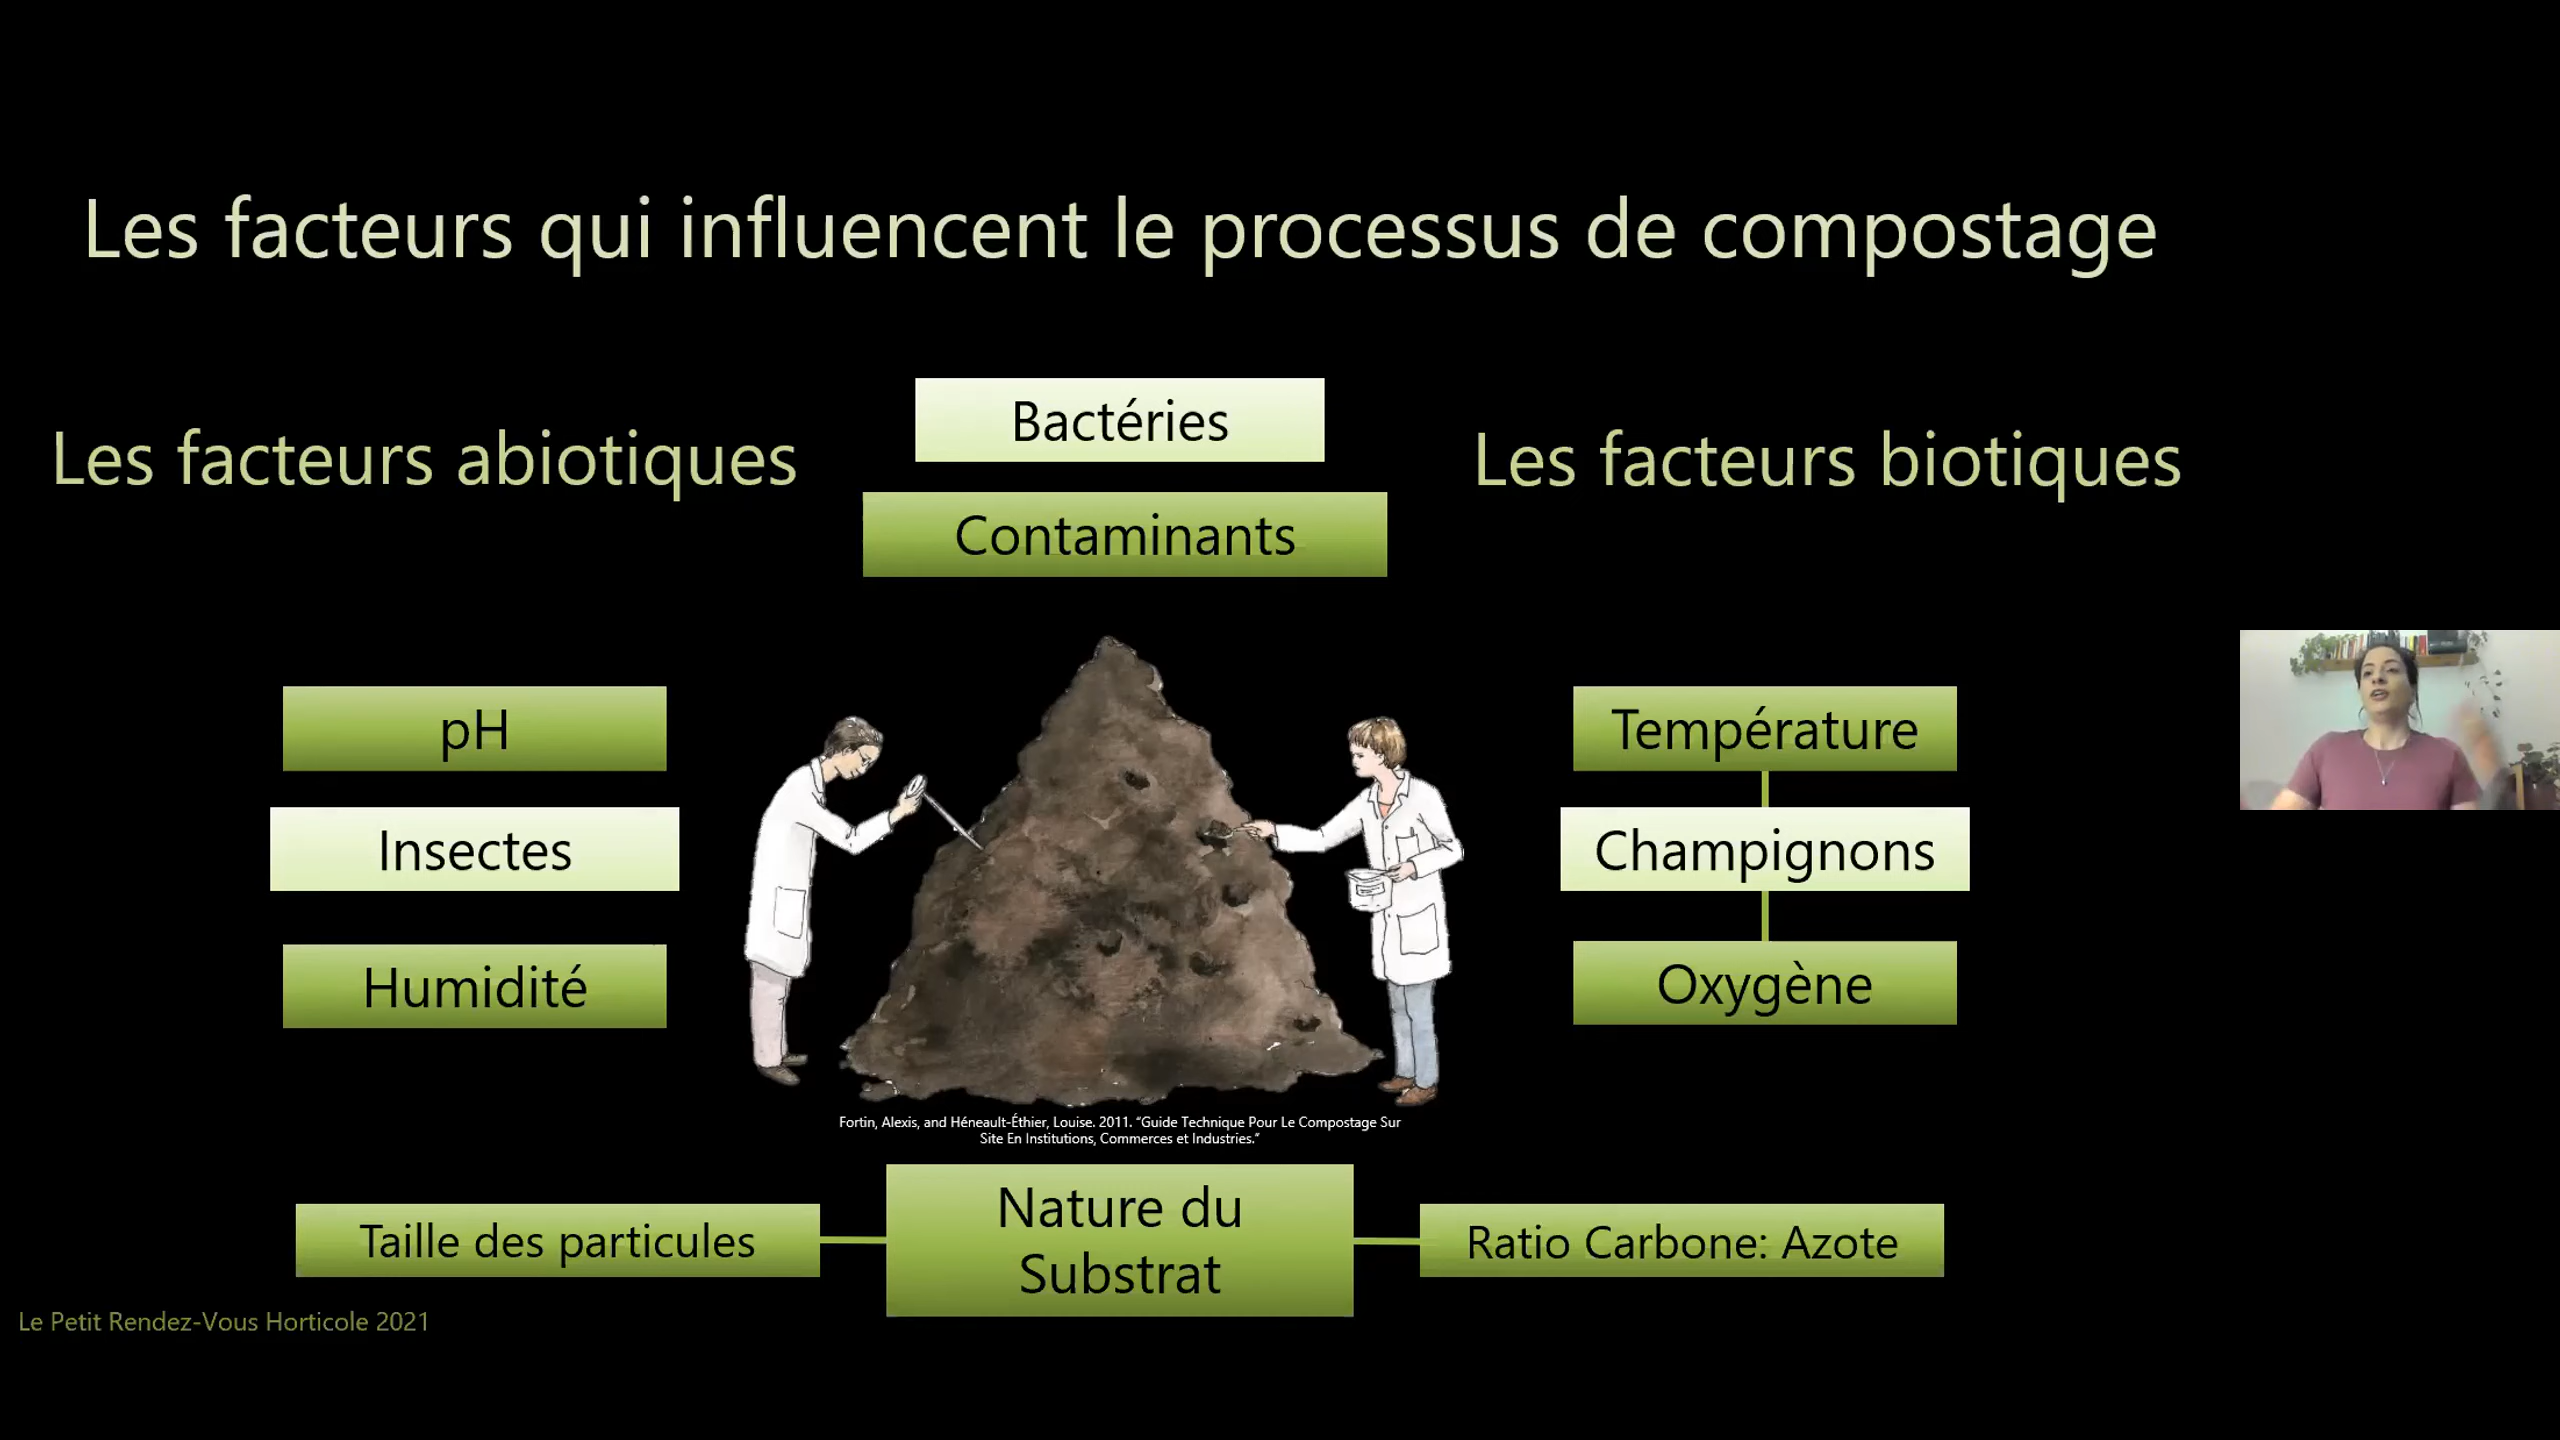 Les facteurs qui influencent le processus de compostage
Les facteurs abiotiques
Bactéries
Contaminants
Les facteurs biotiques
pH
Insectes
Humidité
Température
Champignons
Oxygène
Fortin, Alexis, and Héneault-Éthier, Louise. 2011. “Guide Technique Pour Le Compostage Sur
Site En Institutions, Commerces et Industries.”
Taille des particules
Nature du
Substrat
Ratio Carbone: Azote
Le Petit Rendez-Vous Horticole 2021